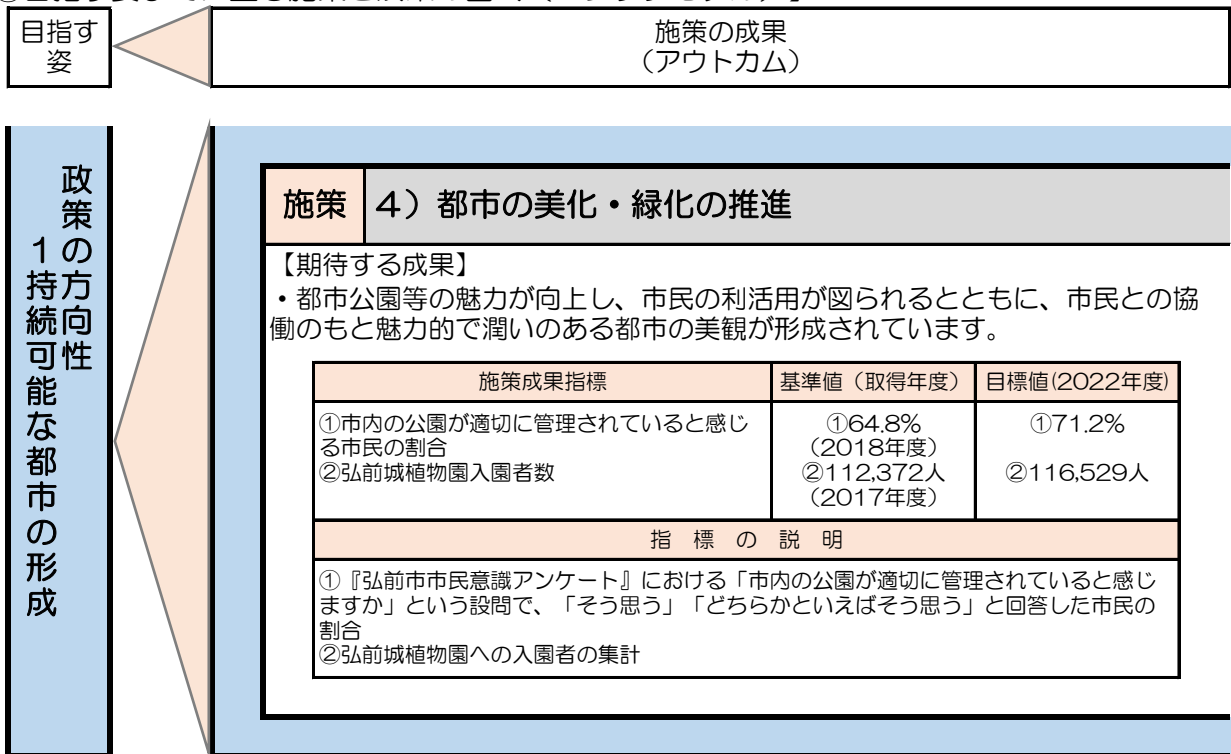 目指す
姿
施策の成果
（アウトカム）
政策の方向性
１持続可能な都市の形成
施策
４）都市の美化・緑化の推進
【期待する成果】
・都市公園等の魅力が向上し、市民の利活用が図られるとともに、市民との協
働のもと魅力的で潤いのある都市の美観が形成されています。
施策成果指標
基準値（取得年度）
目標値(2022年度)
①市内の公園が適切に管理されていると感じ
る市民の割合
②弘前城植物園入園者数
①64.8%
（2018年度）
②112,372人
（2017年度）
①71.2%
②116,529人
指　標　の　説　明
①『弘前市市民意識アンケート』における「市内の公園が適切に管理されていると感じ
ますか」という設問で、「そう思う」「どちらかといえばそう思う」と回答した市民の
割合
②弘前城植物園への入園者の集計